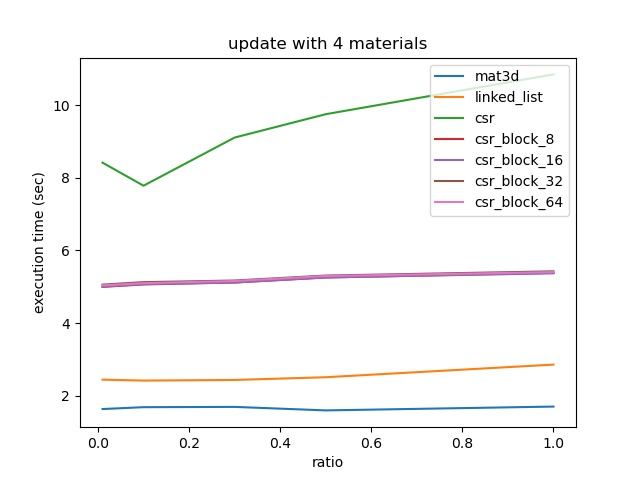 update with 4 materials
mat3d
linked_list
csr
csr_block_8
csr_block_16
csr_block_32
csr_block_64
execution time (sec)
10
8
6
4
2
0.0 0.2 0.4 0.6 0.8 1.0
ratio